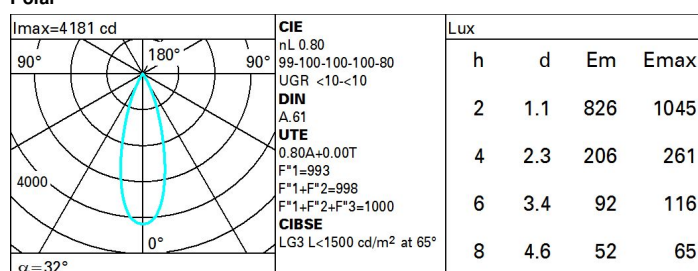 Polar
Imax=4181 cd
90° 180° 90°
4000
0°
α=32°
CIE
nL 0.80
99-100-100-100-80
UGR <10-<10
DIN
A.61
UTE
0.80A+0.00T
F"1=993
F"1+F"2=998
F"1+F"2+F"3=1000
CIBSE
LG3 L<1500 cd/m² at 65°
Lux
h d Em Emax
2 1.1 826 1045
4 2.3 206 261
6 3.4 92 116
8 4.6 52 65